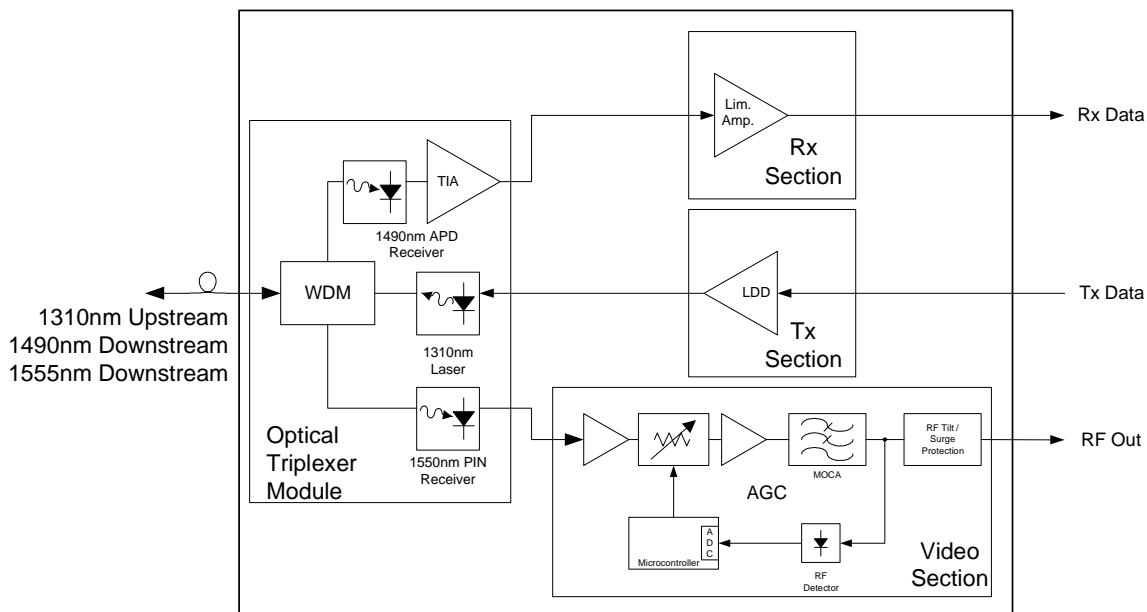 Lim.
Amp.
Rx
Section
Rx Data
TIA
1490nm APD
Receiver
WDM
LDD
Tx
Section
Tx Data
1310nm Upstream
1490nm Downstream
1555nm Downstream
1310nm
Laser
1550nm PIN
Receiver
Optical
Triplexer
Module
MOCA
RF Tilt /
Surge
Protection
RF Out
AGC
A
D
C
Microcontroller
RF
Detector
Video
Section